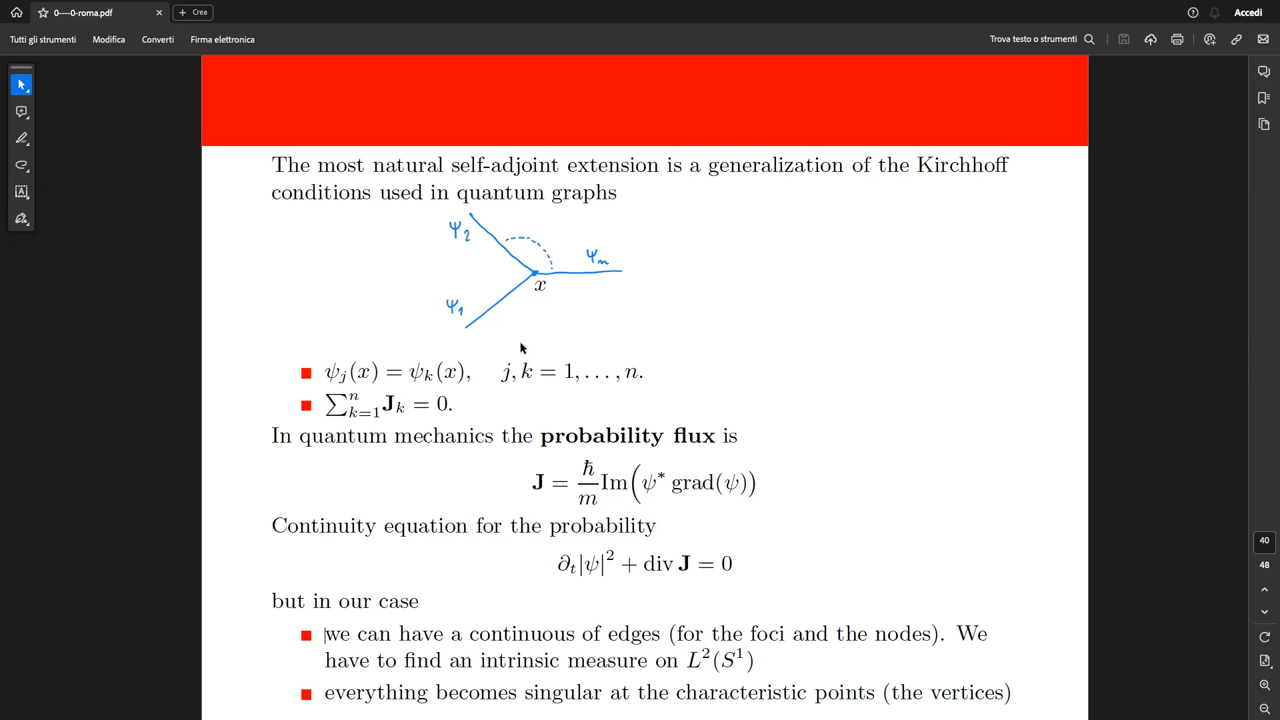 0----0-roma.pdf
Crea
Accedi
Tutti gli strumenti Modifica Converti Firma elettronica Trova testo o strumenti
The most natural self-adjoint extension is a generalization of the Kirchhoff
conditions used in quantum graphs
ψ2
ψn
x
ψ1
ψⱼ(x) = ψₖ(x), j, k = 1, . . . , n.
∑ⁿₖ₌₁ Jₖ = 0.
In quantum mechanics the probability flux is
J = ħ/m Im(ψ* grad(ψ))
Continuity equation for the probability
∂ₜ|ψ|² + div J = 0
but in our case
we can have a continuous of edges (for the foci and the nodes). We
have to find an intrinsic measure on L²(S¹)
everything becomes singular at the characteristic points (the vertices)
40
48